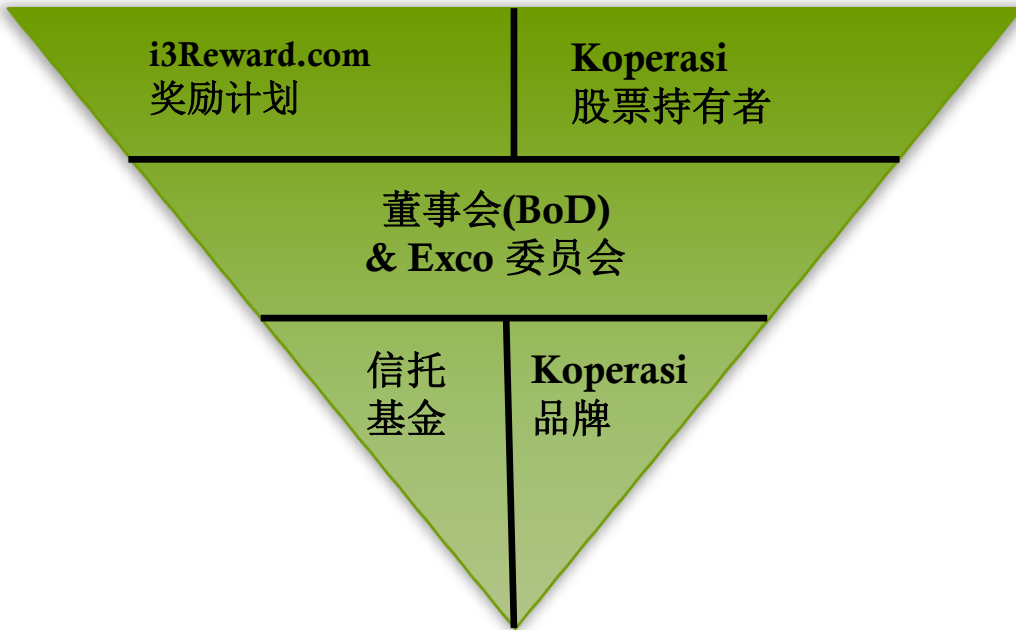 i3Reward.com
奖励计划
Koperasi
股票持有者
董事会(BoD)
& Exco 委员会
信托
基金
Koperasi
品牌